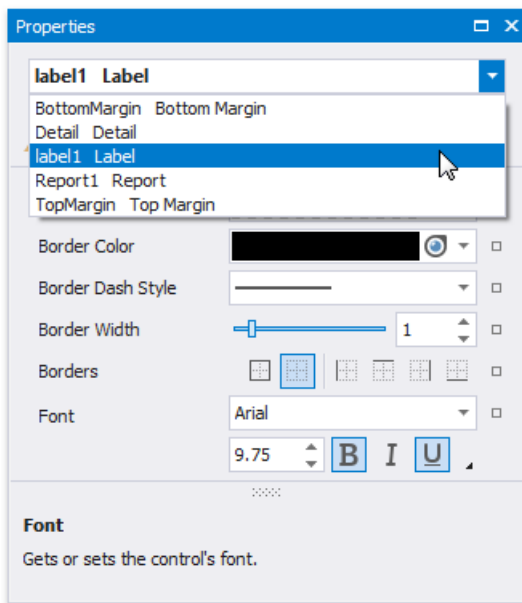 Properties
label1 Label
BottomMargin Bottom Margin
Detail Detail
label1 Label
Report1 Report
TopMargin Top Margin
Border Color
Border Dash Style
Border Width 1
Borders
Font Arial
9.75 B I U
Font
Gets or sets the control's font.